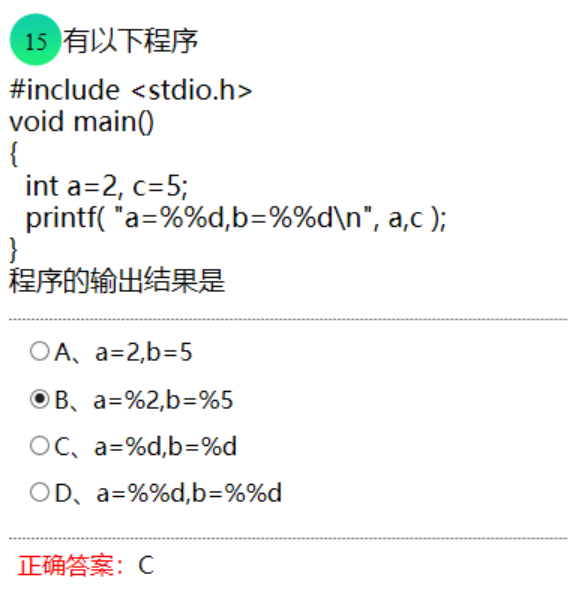 15 有以下程序
#include <stdio.h>
void main()
{
int a=2, c=5;
printf( "a=%%d,b=%%d\n", a,c );
}
程序的输出结果是
A、a=2,b=5
B、a=%2,b=%5
C、a=%d,b=%d
D、a=%%d,b=%%d
正确答案：C